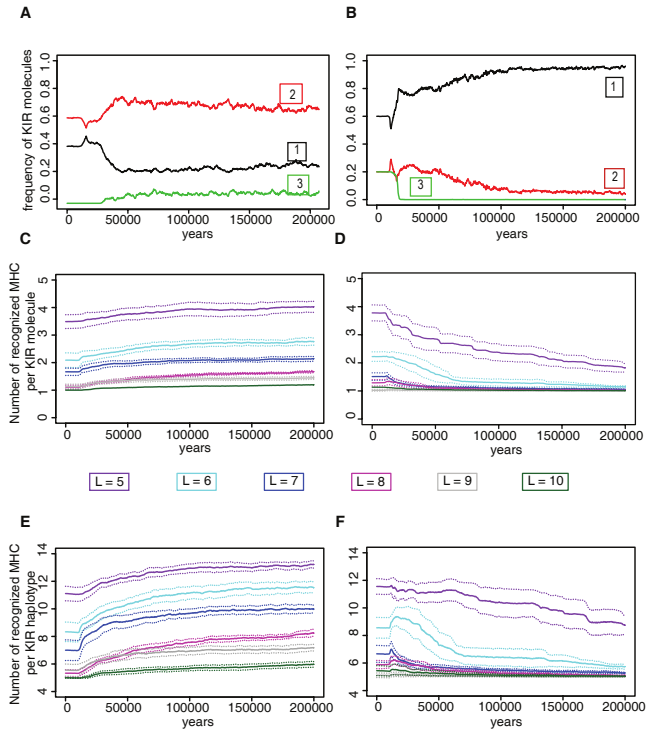 A
B
frequency of KIR molecules
0.0 0.2 0.4 0.6 0.8 1.0
2
1
3
0 50000 100000 150000 200000
years
0.0 0.2 0.4 0.6 0.8 1.0
1
2
3
0 50000 100000 150000 200000
years
C
D
Number of recognized MHC
per KIR molecule
0 1 2 3 4 5
0 50000 100000 150000 200000
years
0 1 2 3 4 5
0 50000 100000 150000 200000
years
L = 5
L = 6
L = 7
L = 8
L = 9
L = 10
E
F
Number of recognized MHC
per KIR haplotype
4 6 8 10 12 14
0 50000 100000 150000 200000
years
4 6 8 10 12 14
0 50000 100000 150000 200000
years